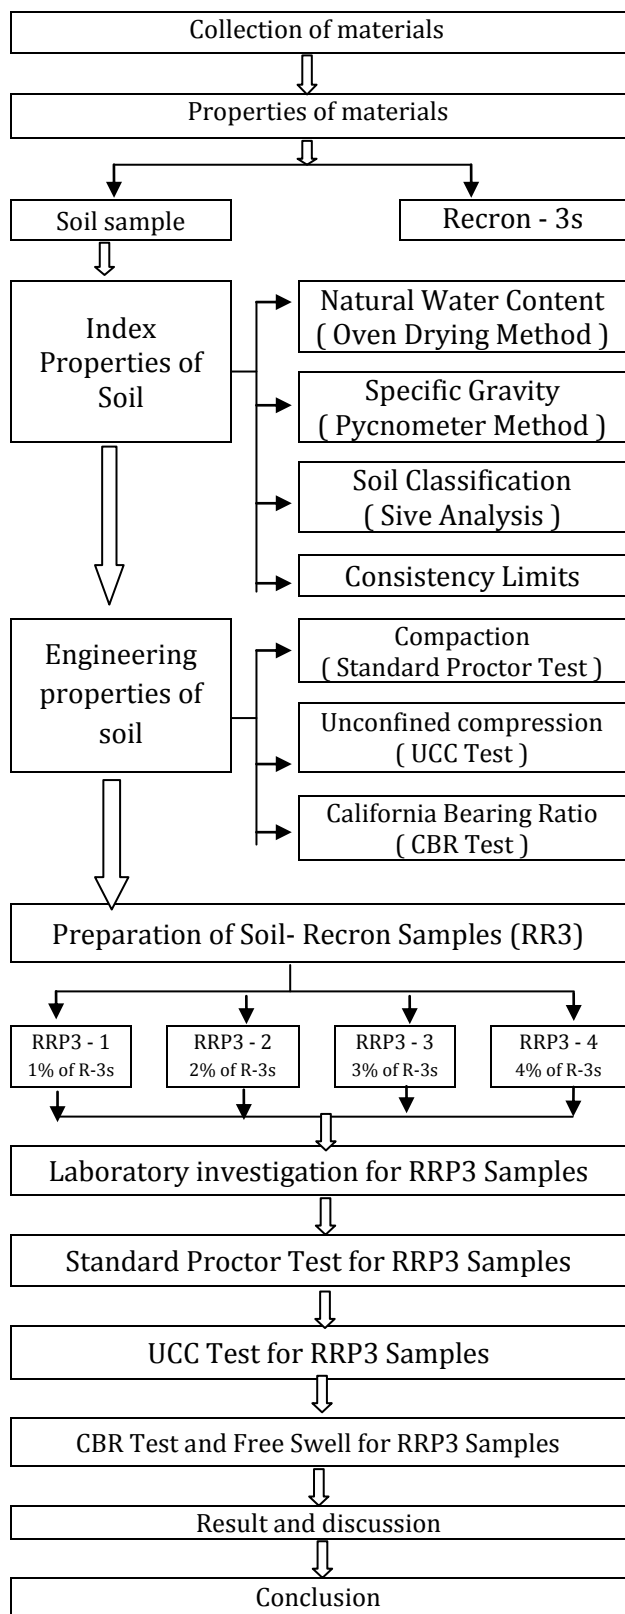 Collection of materials
Properties of materials
Soil sample
Recron - 3s
Index
Properties of
Soil
Natural Water Content
( Oven Drying Method )
Specific Gravity
( Pycnometer Method )
Soil Classification
( Sive Analysis )
Consistency Limits
Engineering
properties of
soil
Compaction
( Standard Proctor Test )
Unconfined compression
( UCC Test )
California Bearing Ratio
( CBR Test )
Preparation of Soil- Recron Samples (RR3)
RRP3 - 1
1% of R-3s
RRP3 - 2
2% of R-3s
RRP3 - 3
3% of R-3s
RRP3 - 4
4% of R-3s
Laboratory investigation for RRP3 Samples
Standard Proctor Test for RRP3 Samples
UCC Test for RRP3 Samples
CBR Test and Free Swell for RRP3 Samples
Result and discussion
Conclusion